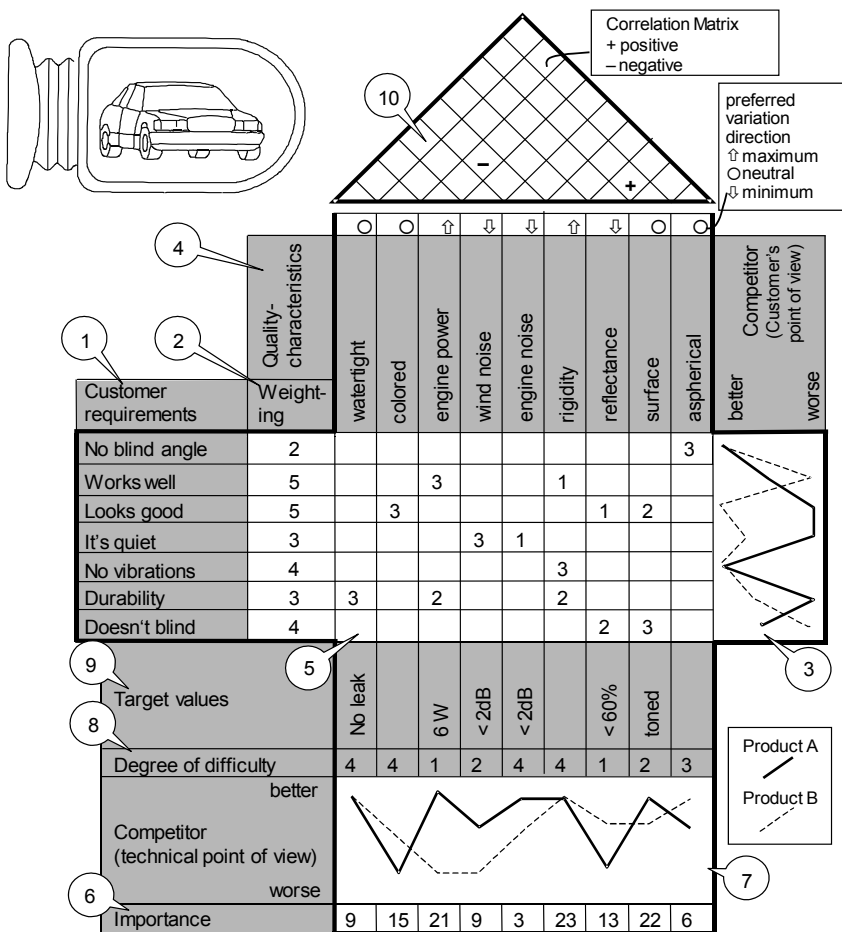 Correlation Matrix
+ positive
– negative
10
–
+
preferred
variation
direction
⇧ maximum
○ neutral
⇩ minimum
○ ○ ⇧ ⇩ ⇩ ⇧ ⇩ ○ ○
4
Quality-
characteristics
watertight
colored
engine power
wind noise
engine noise
rigidity
reflectance
surface
aspherical
Competitor
(Customer's
point of view)
better
worse
1
2
Customer
requirements
Weight-
ing
No blind angle 2 3
Works well 5 3 1
Looks good 5 3 1 2
It's quiet 3 3 1
No vibrations 4 3
Durability 3 3 2 2
Doesn't blind 4 2 3
9
5
3
Target values
No leak
6 W
< 2dB
< 2dB
< 60%
toned
8
Degree of difficulty 4 4 1 2 4 4 1 2 3
better
Competitor
(technical point of view)
worse
Product A
Product B
7
6
Importance 9 15 21 9 3 23 13 22 6